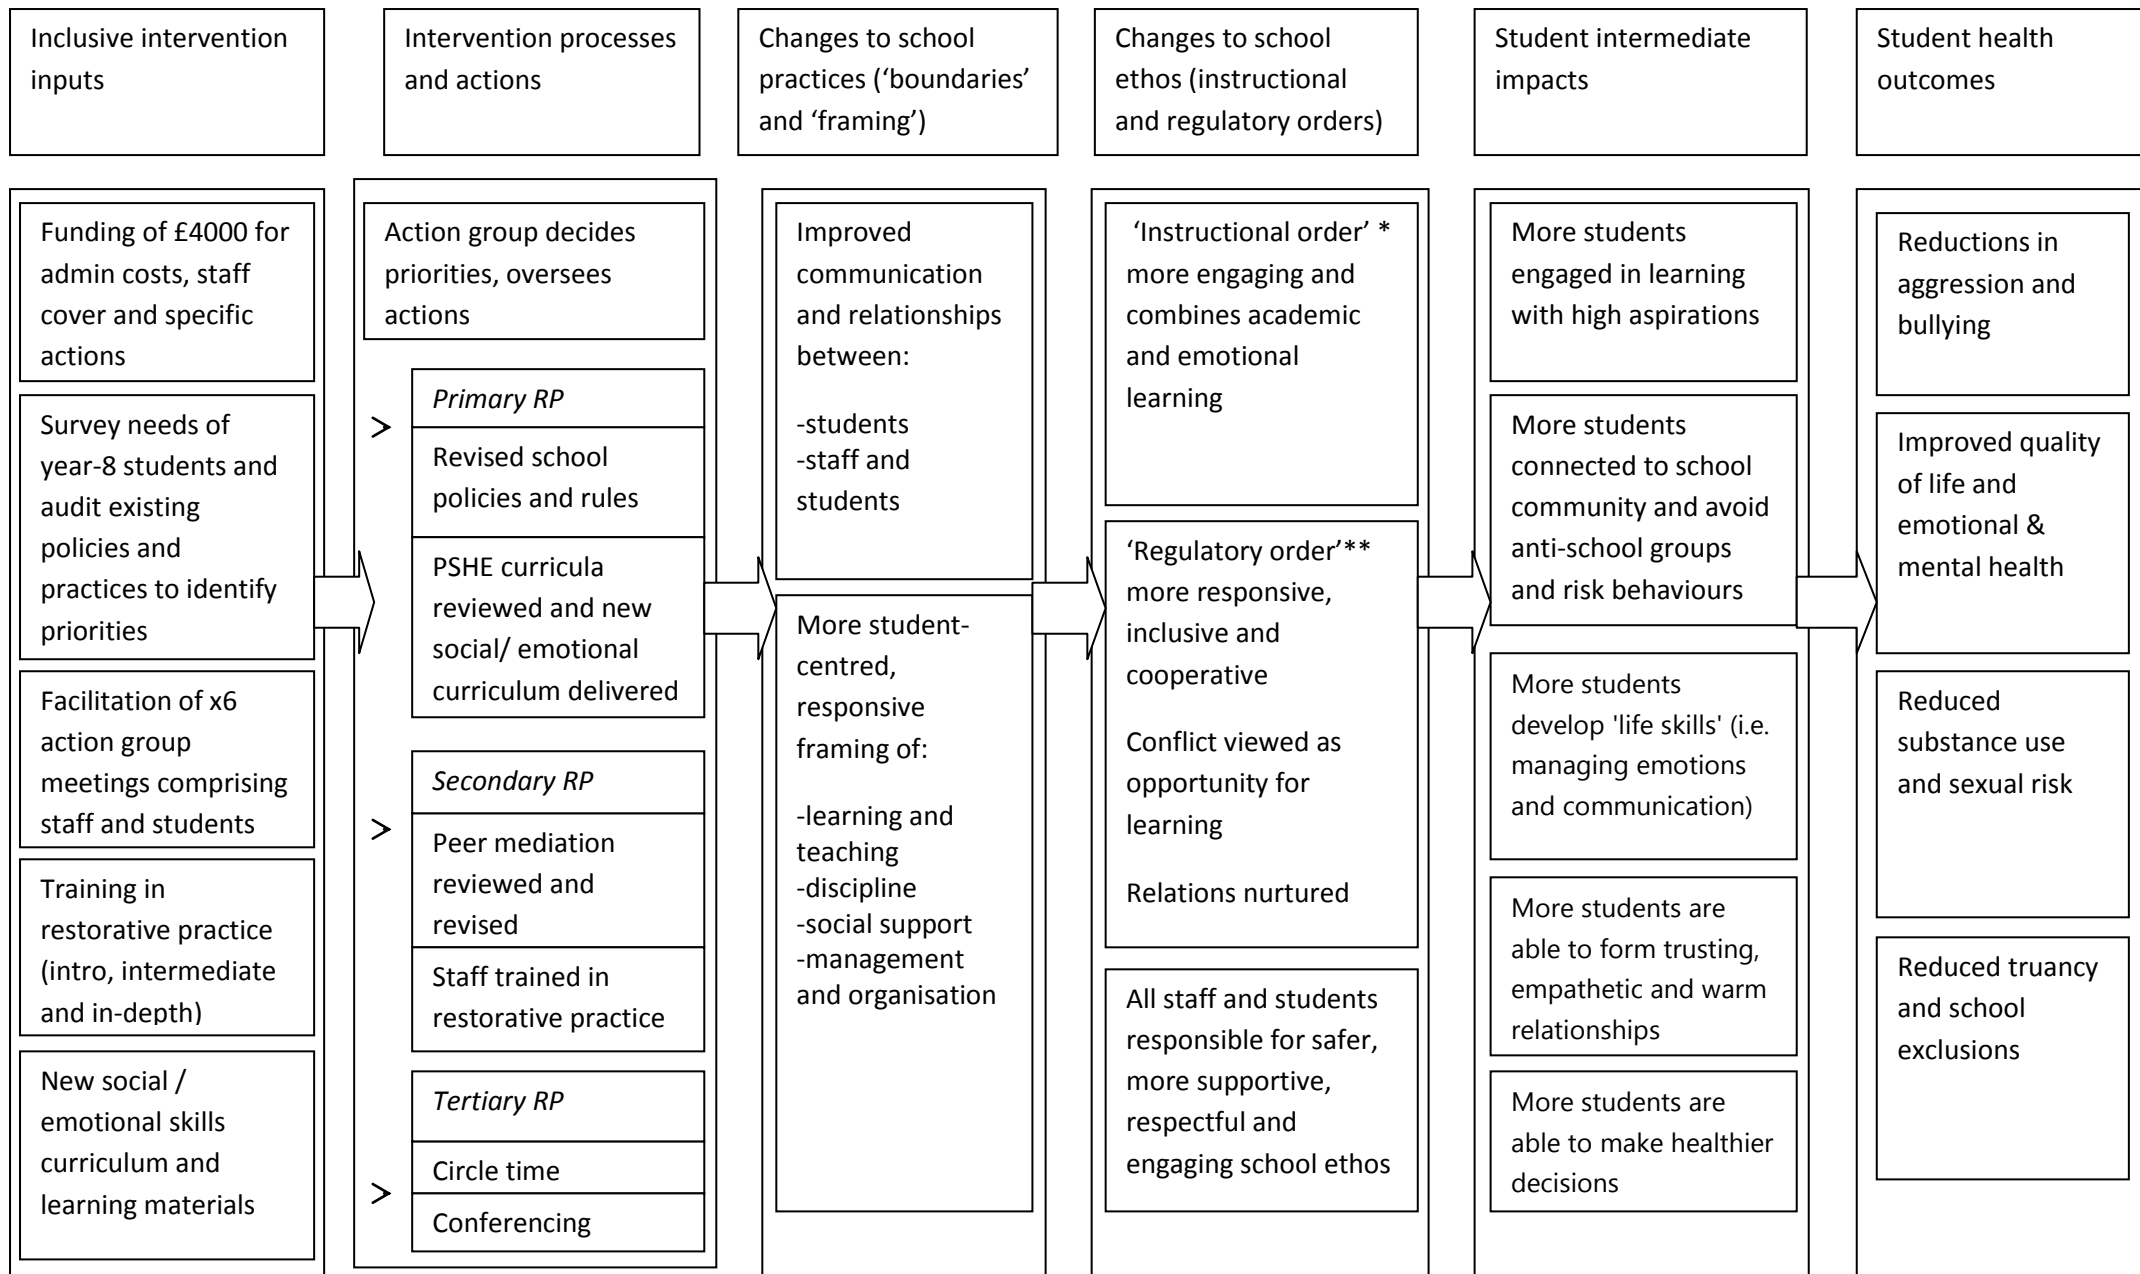 Inclusive intervention
inputs
Intervention processes
and actions
Changes to school
practices (‘boundaries’
and ‘framing’)
Changes to school
ethos (instructional
and regulatory orders)
Student intermediate
impacts
Student health
outcomes
Funding of £4000 for
admin costs, staff
cover and specific
actions
Survey needs of
year-8 students and
audit existing
policies and
practices to identify
priorities
Facilitation of x6
action group
meetings comprising
staff and students
Training in
restorative practice
(intro, intermediate
and in-depth)
New social /
emotional skills
curriculum and
learning materials
Action group decides
priorities, oversees
actions
>
Primary RP
Revised school
policies and rules
PSHE curricula
reviewed and new
social/ emotional
curriculum delivered
>
Secondary RP
Peer mediation
reviewed and
revised
Staff trained in
restorative practice
>
Tertiary RP
Circle time
Conferencing
Improved
communication
and relationships
between:
-students
-staff and
students
More student-
centred,
responsive
framing of:
-learning and
teaching
-discipline
-social support
-management
and organisation
‘Instructional order’ *
more engaging and
combines academic
and emotional
learning
‘Regulatory order’**
more responsive,
inclusive and
cooperative
Conflict viewed as
opportunity for
learning
Relations nurtured
All staff and students
responsible for safer,
more supportive,
respectful and
engaging school ethos
More students
engaged in learning
with high aspirations
More students
connected to school
community and avoid
anti-school groups
and risk behaviours
More students
develop 'life skills' (i.e.
managing emotions
and communication)
More students are
able to form trusting,
empathetic and warm
relationships
More students are
able to make healthier
decisions
Reductions in
aggression and
bullying
Improved quality
of life and
emotional &
mental health
Reduced
substance use
and sexual risk
Reduced truancy
and school
exclusions